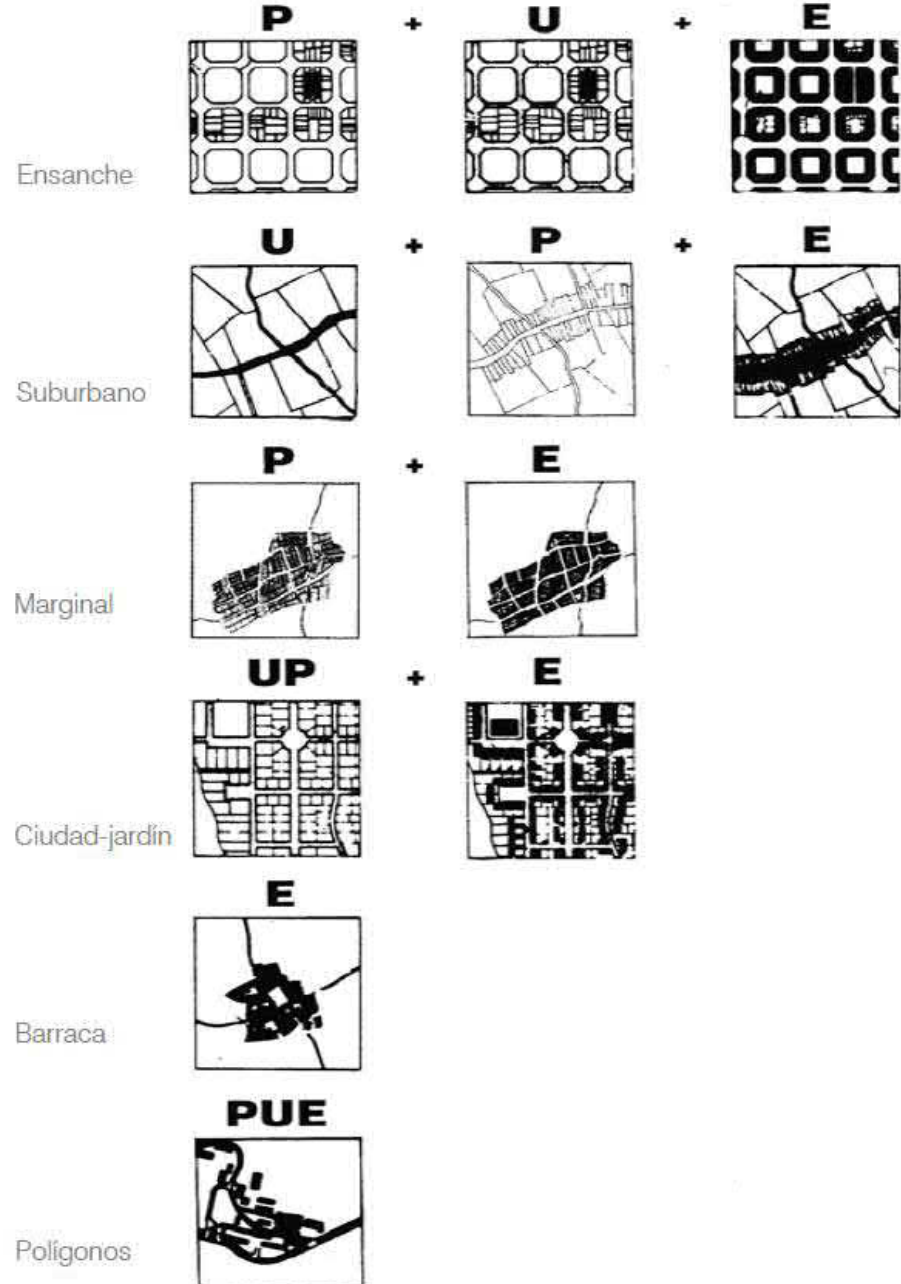 P + U + E
Ensanche
U + P + E
Suburbano
P + E
Marginal
UP + E
Ciudad-jardín
E
Barraca
PUE
Polígonos